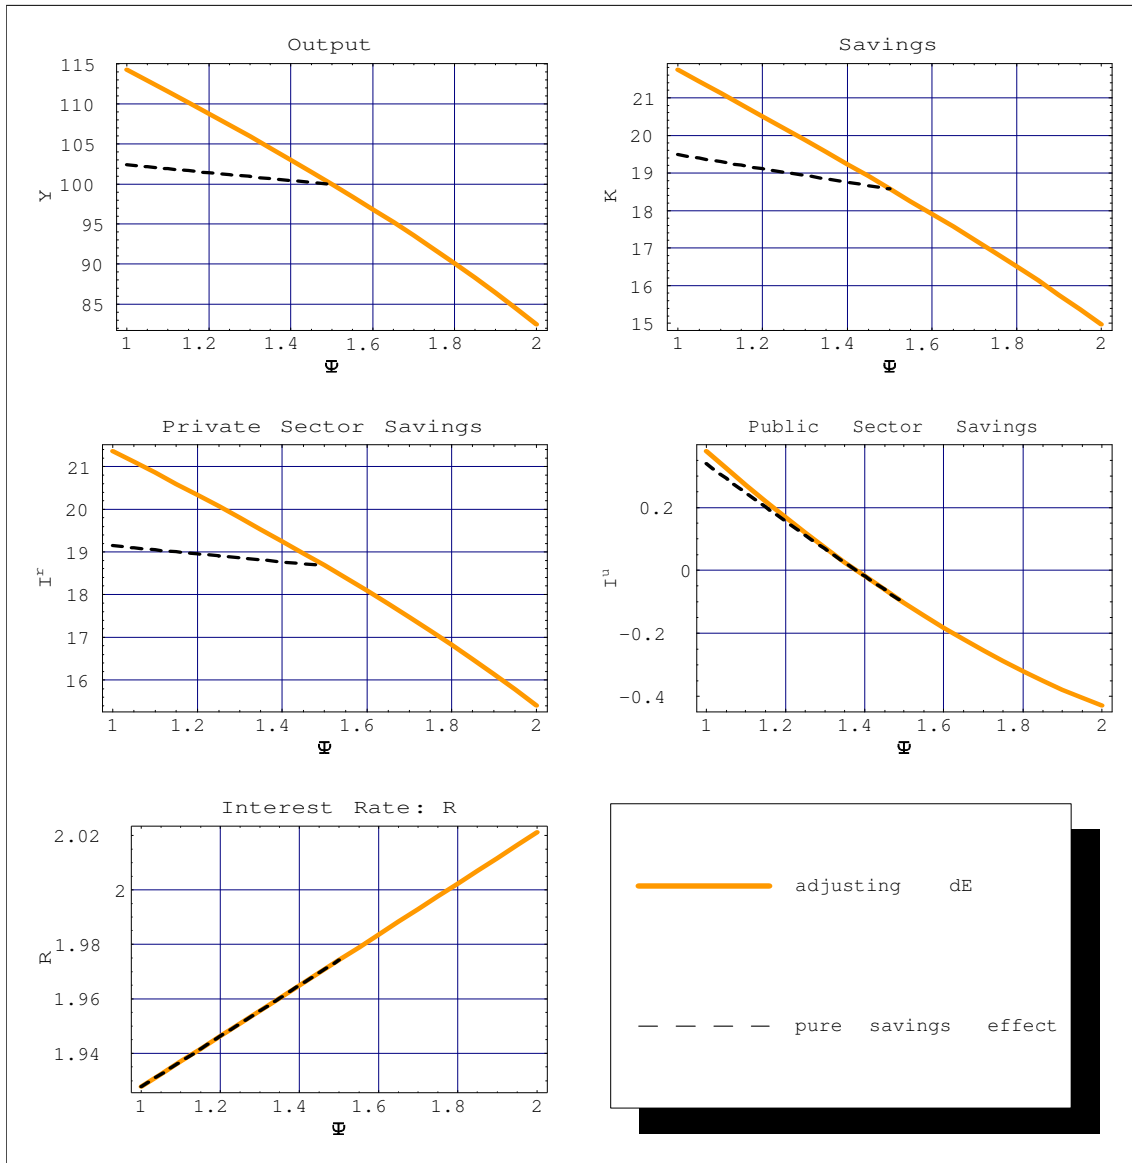 Output
115
110
105
100
95
90
85
Y
1 1.2 1.4 1.6 1.8 2
Ψ
Savings
21
20
19
18
17
16
15
K
1 1.2 1.4 1.6 1.8 2
Ψ
Private Sector Savings
21
20
19
18
17
16
I^r
1 1.2 1.4 1.6 1.8 2
Ψ
Public Sector Savings
0.2
0
-0.2
-0.4
I^u
1 1.2 1.4 1.6 1.8 2
Ψ
Interest Rate: R
2.02
2
1.98
1.96
1.94
R
1 1.2 1.4 1.6 1.8 2
Ψ
adjusting dE
pure savings effect